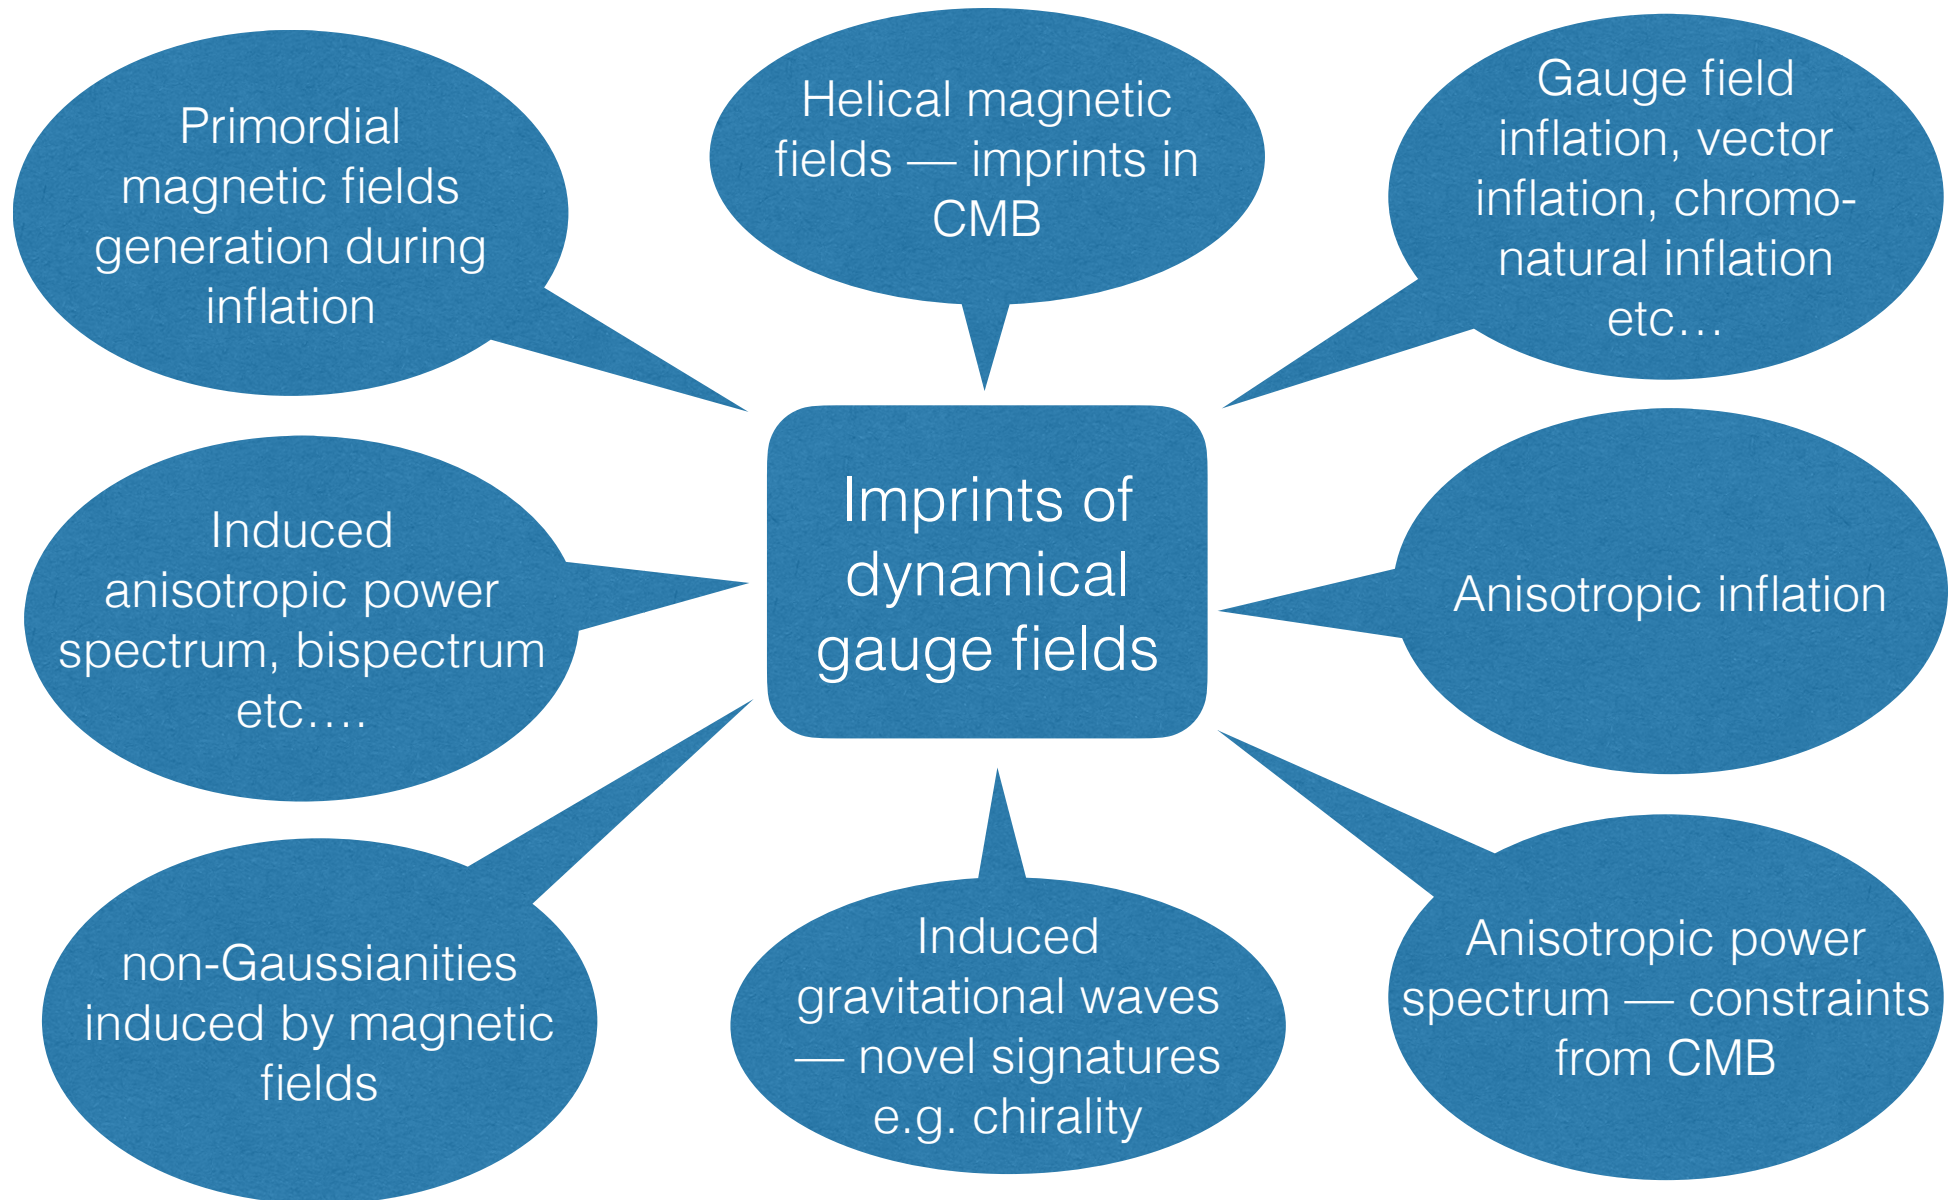 Primordial
magnetic fields
generation during
inflation
Helical magnetic
fields — imprints in
CMB
Gauge field
inflation, vector
inflation, chromo-
natural inflation
etc…
Induced
anisotropic power
spectrum, bispectrum
etc….
Imprints of
dynamical
gauge fields
Anisotropic inflation
non-Gaussianities
induced by magnetic
fields
Induced
gravitational waves
— novel signatures
e.g. chirality
Anisotropic power
spectrum — constraints
from CMB